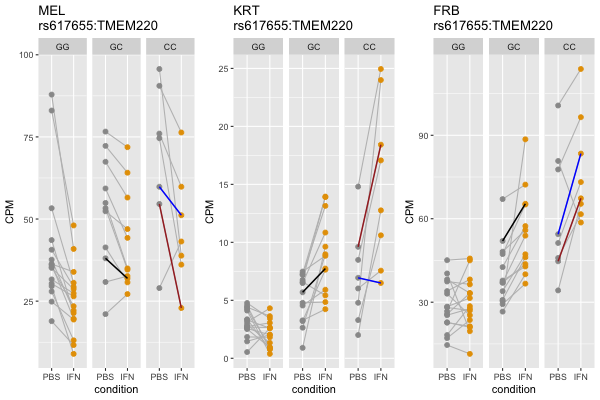 MEL
rs617655:TMEM220
GG GC CC
100
75
50
25
CPM
PBS IFN PBS IFN PBS IFN
condition
KRT
rs617655:TMEM220
GG GC CC
25
20
15
10
5
0
CPM
PBS IFN PBS IFN PBS IFN
condition
FRB
rs617655:TMEM220
GG GC CC
90
60
30
CPM
PBS IFN PBS IFN PBS IFN
condition